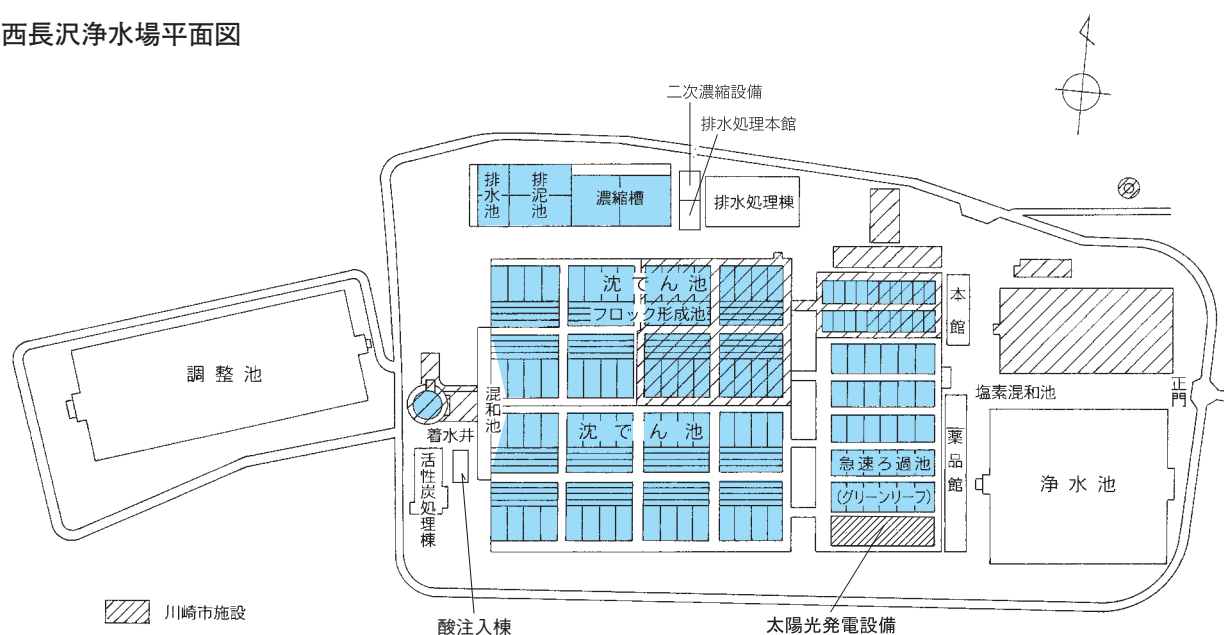 西長沢浄水場平面図
二次濃縮設備
排水処理本館
排水池
排泥池
濃縮槽
排水処理棟
沈でん池
フロック形成池
本館
調整池
混和池
塩素混和池
正門
着水井
沈でん池
薬品館
急速ろ過池
(グリーンリーフ)
浄水池
活性炭処理棟
川崎市施設
酸注入棟
太陽光発電設備